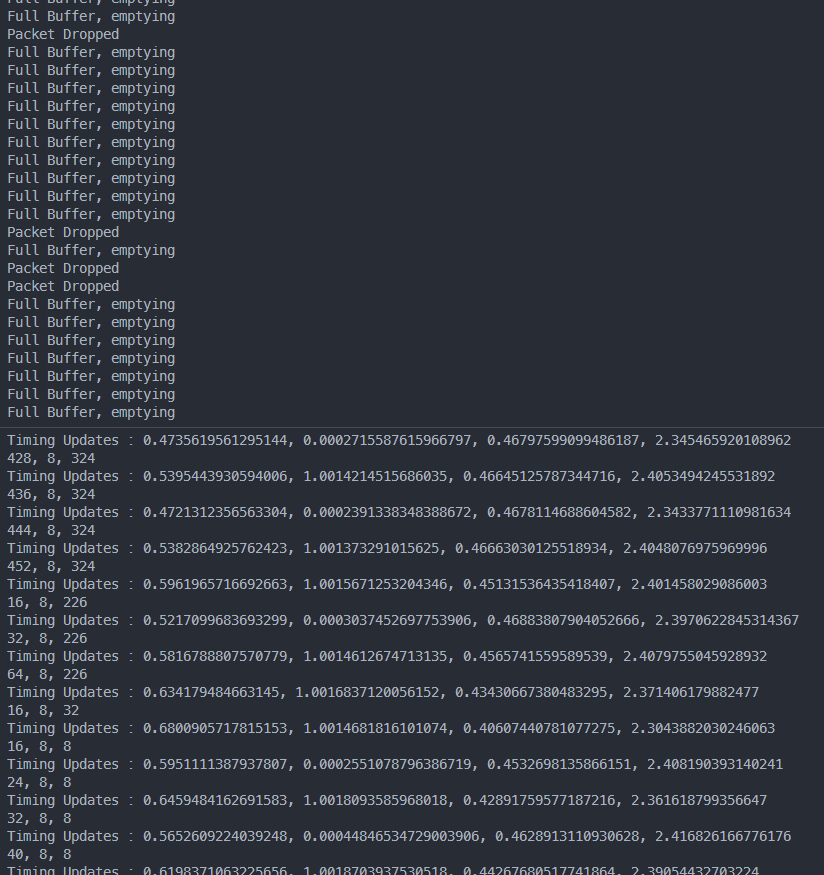 Full Buffer, emptying
Full Buffer, emptying
Packet Dropped
Full Buffer, emptying
Full Buffer, emptying
Full Buffer, emptying
Full Buffer, emptying
Full Buffer, emptying
Full Buffer, emptying
Full Buffer, emptying
Full Buffer, emptying
Full Buffer, emptying
Full Buffer, emptying
Packet Dropped
Full Buffer, emptying
Packet Dropped
Packet Dropped
Full Buffer, emptying
Full Buffer, emptying
Full Buffer, emptying
Full Buffer, emptying
Full Buffer, emptying
Full Buffer, emptying
Full Buffer, emptying
Timing Updates : 0.4735619561295144, 0.0002715587615966797, 0.46797599099486187, 2.345465920108962
428, 8, 324
Timing Updates : 0.5395443930594006, 1.0014214515686035, 0.46645125787344716, 2.4053494245531892
436, 8, 324
Timing Updates : 0.4721312356563304, 0.0002391338348388672, 0.4678114688604582, 2.3433771110981634
444, 8, 324
Timing Updates : 0.5382864925762423, 1.001373291015625, 0.46663030125518934, 2.4048076975969996
452, 8, 324
Timing Updates : 0.5961965716692663, 1.0015671253204346, 0.45131536435418407, 2.401458029086003
16, 8, 226
Timing Updates : 0.5217099683693299, 0.0003037452697753906, 0.46883807904052666, 2.3970622845314367
32, 8, 226
Timing Updates : 0.5816788807570779, 1.0014612674713135, 0.4565741559589539, 2.4079755045928932
64, 8, 226
Timing Updates : 0.634179484663145, 1.0016837120056152, 0.43430667380483295, 2.371406179882477
16, 8, 32
Timing Updates : 0.6800905717815153, 1.0014681816101074, 0.40607440781077275, 2.3043882030246063
16, 8, 8
Timing Updates : 0.5951111387937807, 0.0002551078796386719, 0.4532698135866151, 2.408190393140241
24, 8, 8
Timing Updates : 0.6459484162691583, 1.0018093585968018, 0.42891759577187216, 2.361618799356647
32, 8, 8
Timing Updates : 0.5652609224039248, 0.00044846534729003906, 0.4628913110930628, 2.416826166776176
40, 8, 8
Timing Updates : 0.6198371063225656, 1.0018703937530518, 0.44267680517741864, 2.39054432703224